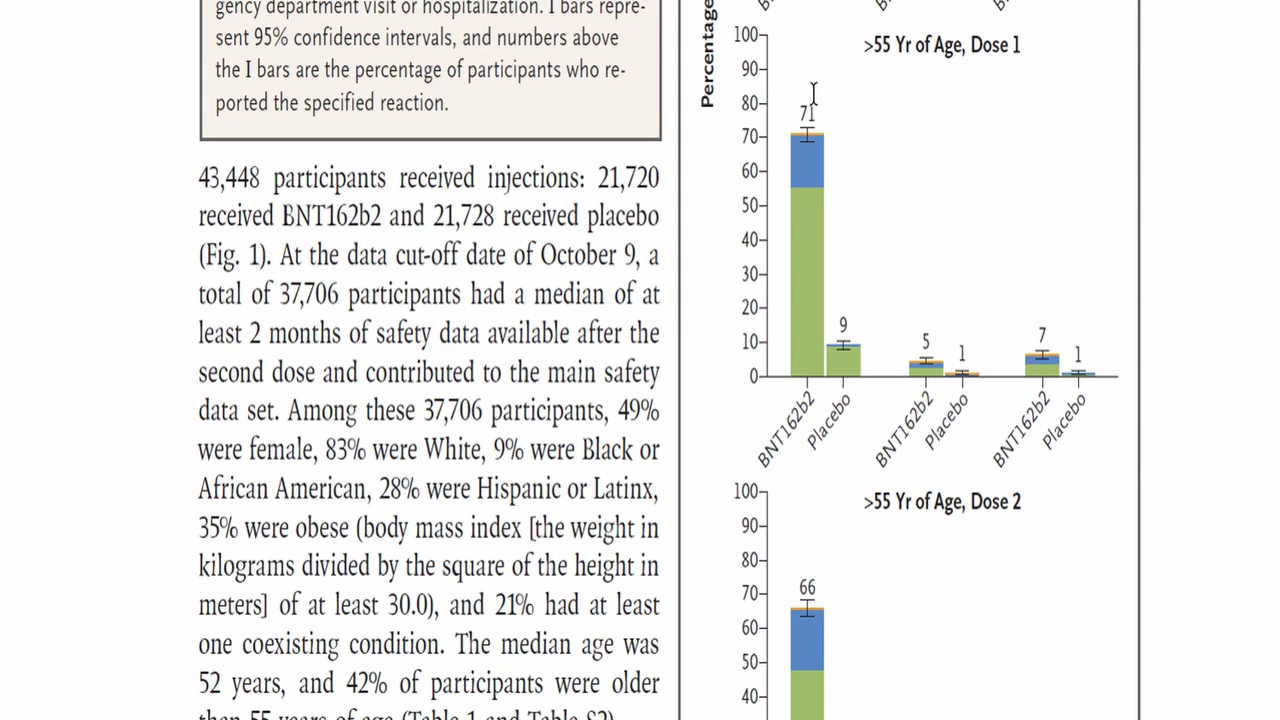 gency department visit or hospitalization. I bars repre-
sent 95% confidence intervals, and numbers above
the I bars are the percentage of participants who re-
ported the specified reaction.
43,448 participants received injections: 21,720
received BNT162b2 and 21,728 received placebo
(Fig. 1). At the data cut-off date of October 9, a
total of 37,706 participants had a median of at
least 2 months of safety data available after the
second dose and contributed to the main safety
data set. Among these 37,706 participants, 49%
were female, 83% were White, 9% were Black or
African American, 28% were Hispanic or Latinx,
35% were obese (body mass index [the weight in
kilograms divided by the square of the height in
meters] of at least 30.0), and 21% had at least
one coexisting condition. The median age was
52 years, and 42% of participants were older
than 55 years of age (Table 1 and Table S2).
Percentage
>55 Yr of Age, Dose 1
100
90
80
70
60
50
40
30
20
10
0
71
9
5
1
7
1
BNT162b2
Placebo
BNT162b2
Placebo
BNT162b2
Placebo
>55 Yr of Age, Dose 2
100
90
80
70
60
50
40
66